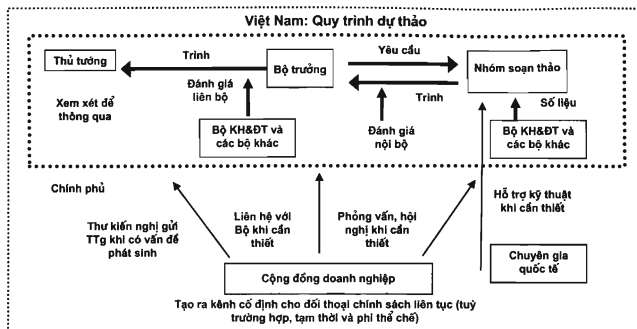 Việt Nam: Quy trình dự thảo
Thủ tướng
Trình
Bộ trưởng
Yêu cầu
Nhóm soạn thảo
Đánh giá
liên bộ
Trình
Xem xét để
thông qua
Số liệu
Bộ KH&ĐT và
các bộ khác
Đánh giá
nội bộ
Bộ KH&ĐT và
các bộ khác
Chính phủ
Hỗ trợ kỹ thuật
khi cần thiết
Thư kiến nghị gửi
TTg khi có vấn đề
phát sinh
Liên hệ với
Bộ khi cần
thiết
Phỏng vấn, hội
nghị khi cần
thiết
Chuyên gia
quốc tế
Cộng đồng doanh nghiệp
Tạo ra kênh cố định cho đối thoại chính sách liên tục (tuỳ
trường hợp, tạm thời và phi thể chế)